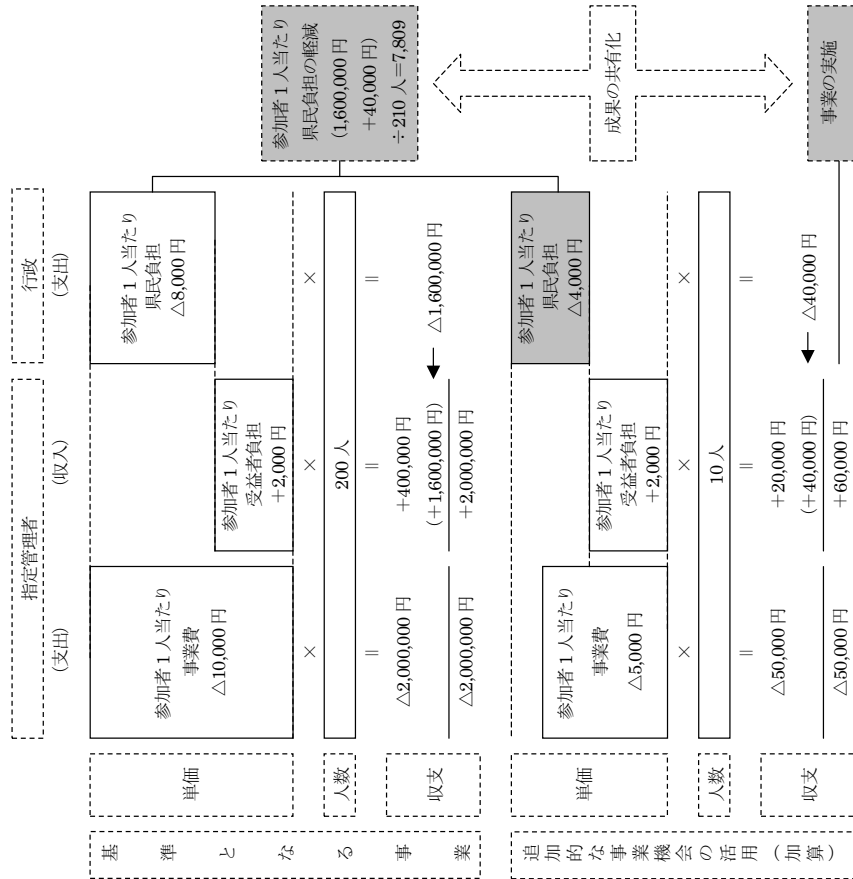 指定管理者
行政
(支出)
(収入)
(支出)
基準となる事業
単価
参加者1人当たり
事業費
△10,000円
参加者1人当たり
受益者負担
+2,000円
参加者1人当たり
県民負担
△8,000円
×
×
×
人数
200人
=
=
=
収支
△2,000,000円
△2,000,000円
+400,000円
(+1,600,000円)
+2,000,000円
△1,600,000円
追加的な事業機会の活用(加算)
単価
参加者1人当たり
事業費
△5,000円
参加者1人当たり
受益者負担
+2,000円
参加者1人当たり
県民負担
△4,000円
×
×
×
人数
10人
=
=
=
収支
△50,000円
△50,000円
+20,000円
(+40,000円)
+60,000円
△40,000円
参加者1人当たり
県民負担の軽減
(1,600,000円
+40,000円)
÷210人=7,809
成果の共有化
事業の実施